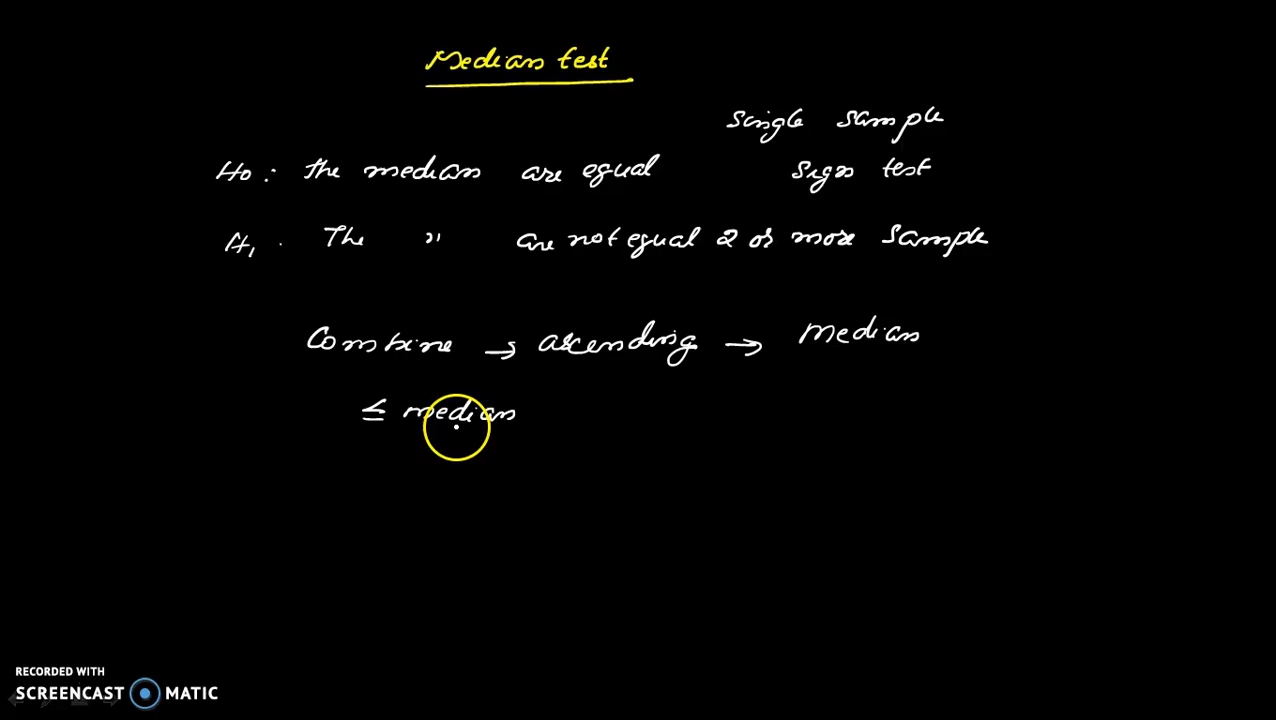 Median test
Single Sample
H0: The median are equal Sign test
H1. The " are not equal 2 or more Sample
Combine → ascending → Median
≤ median
RECORDED WITH
SCREENCAST MATIC